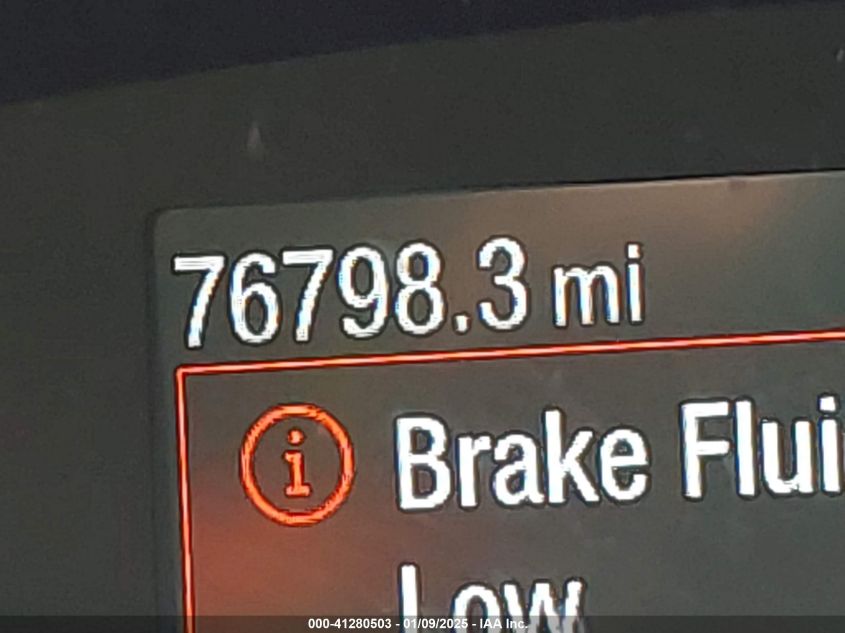 76798.3 mi
i
Brake Flui
Low
000-41280503 - 01/09/2025 - IAA Inc.